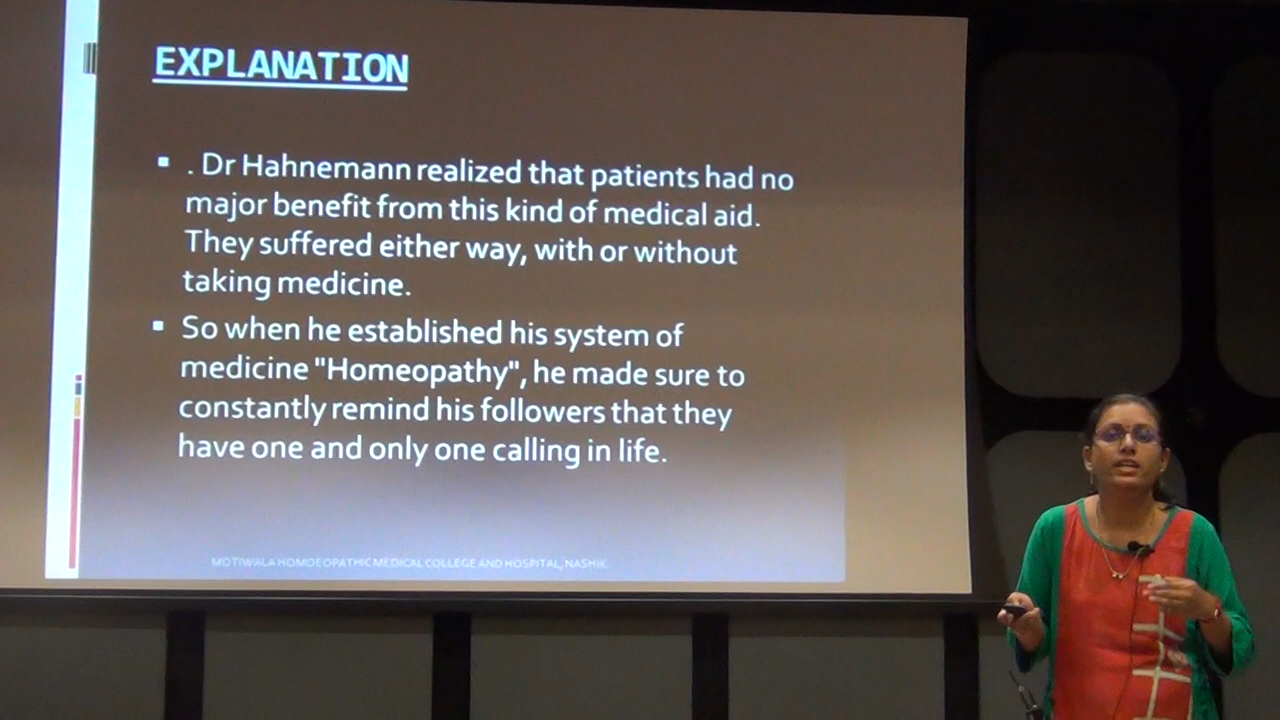 EXPLANATION
. Dr Hahnemann realized that patients had no
major benefit from this kind of medical aid.
They suffered either way, with or without
taking medicine.
So when he established his system of
medicine "Homeopathy", he made sure to
constantly remind his followers that they
have one and only one calling in life.
MOTIWALA HOMOEOPATHIC MEDICAL COLLEGE AND HOSPITAL, NASHIK.